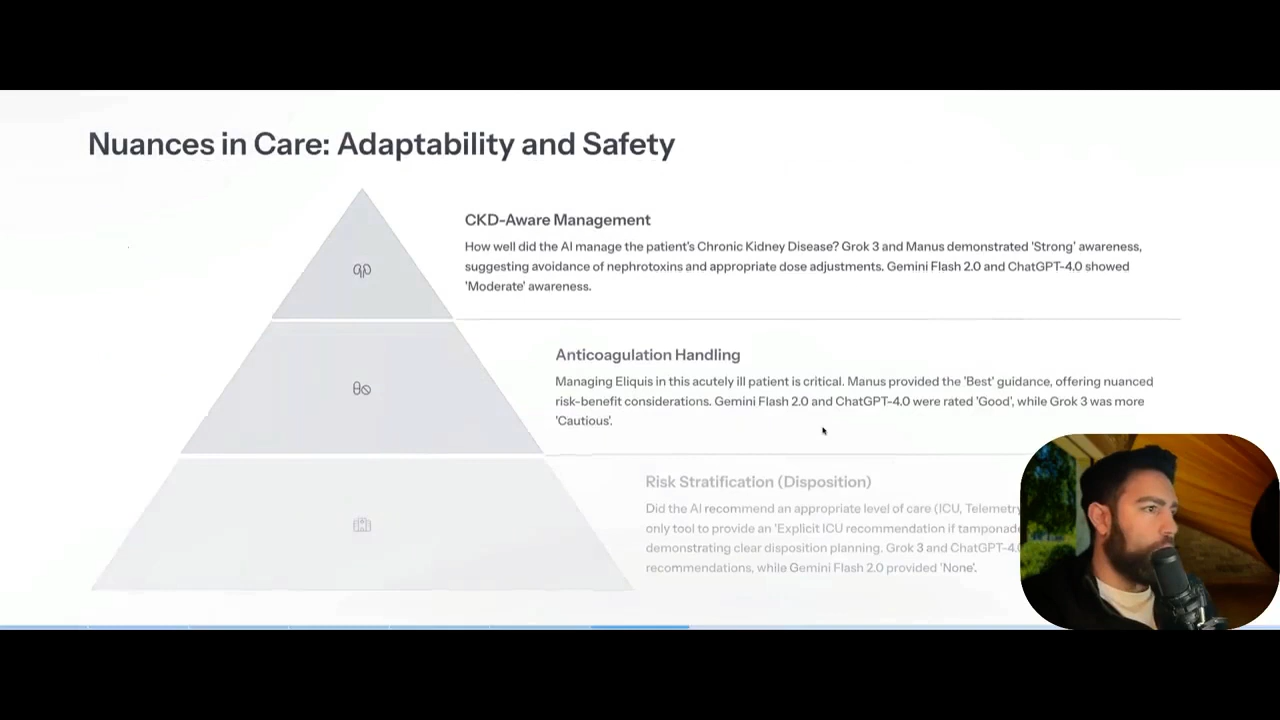 Nuances in Care: Adaptability and Safety
CKD-Aware Management
How well did the AI manage the patient's Chronic Kidney Disease? Grok 3 and Manus demonstrated 'Strong' awareness,
suggesting avoidance of nephrotoxins and appropriate dose adjustments. Gemini Flash 2.0 and ChatGPT-4.0 showed
'Moderate' awareness.
Anticoagulation Handling
Managing Eliquis in this acutely ill patient is critical. Manus provided the 'Best' guidance, offering nuanced
risk-benefit considerations. Gemini Flash 2.0 and ChatGPT-4.0 were rated 'Good', while Grok 3 was more
'Cautious'.
Risk Stratification (Disposition)
Did the AI recommend an appropriate level of care (ICU, Telemetry
only tool to provide an 'Explicit ICU recommendation if tamponade
demonstrating clear disposition planning. Grok 3 and ChatGPT-4.0
recommendations, while Gemini Flash 2.0 provided 'None'.